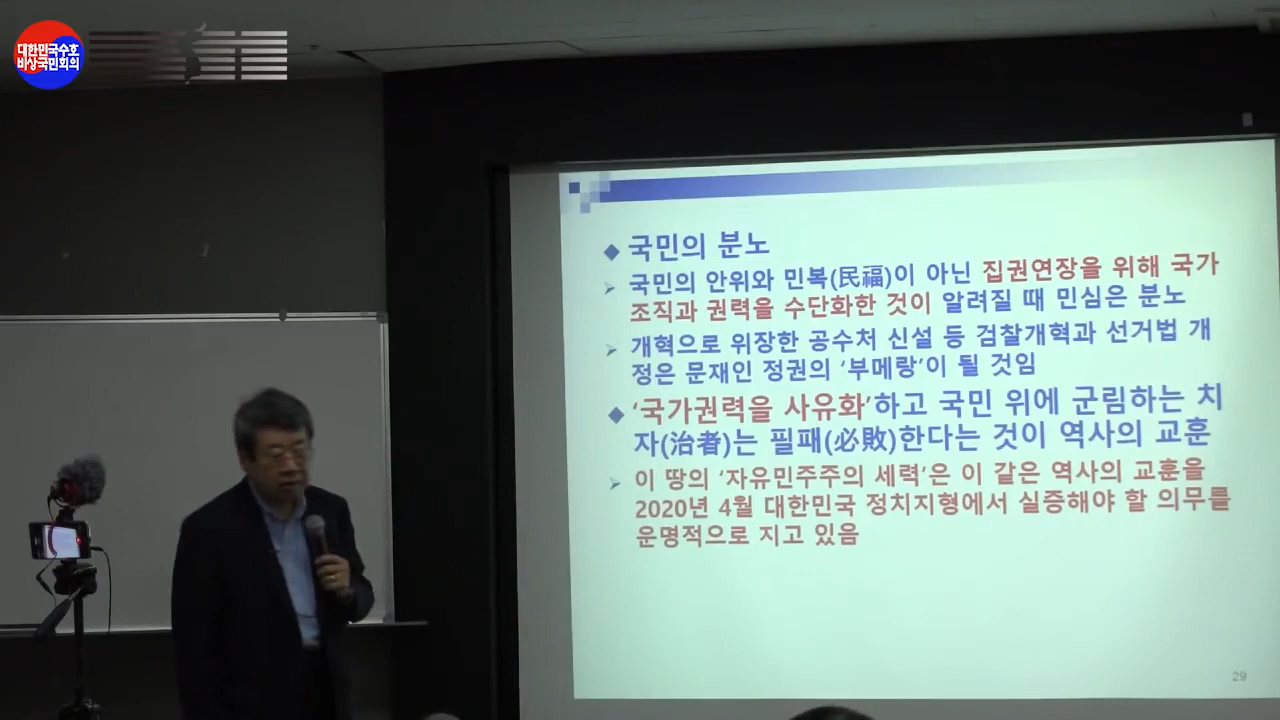 대한민국수호
비상국민회의
◆ 국민의 분노
➢ 국민의 안위와 민복(民福)이 아닌 집권연장을 위해 국가
조직과 권력을 수단화한 것이 알려질 때 민심은 분노
➢ 개혁으로 위장한 공수처 신설 등 검찰개혁과 선거법 개
정은 문재인 정권의 ‘부메랑’이 될 것임
◆ ‘국가권력을 사유화’하고 국민 위에 군림하는 치
자(治者)는 필패(必敗)한다는 것이 역사의 교훈
➢ 이 땅의 ‘자유민주주의 세력’은 이 같은 역사의 교훈을
2020년 4월 대한민국 정치지형에서 실증해야 할 의무를
운명적으로 지고 있음
29